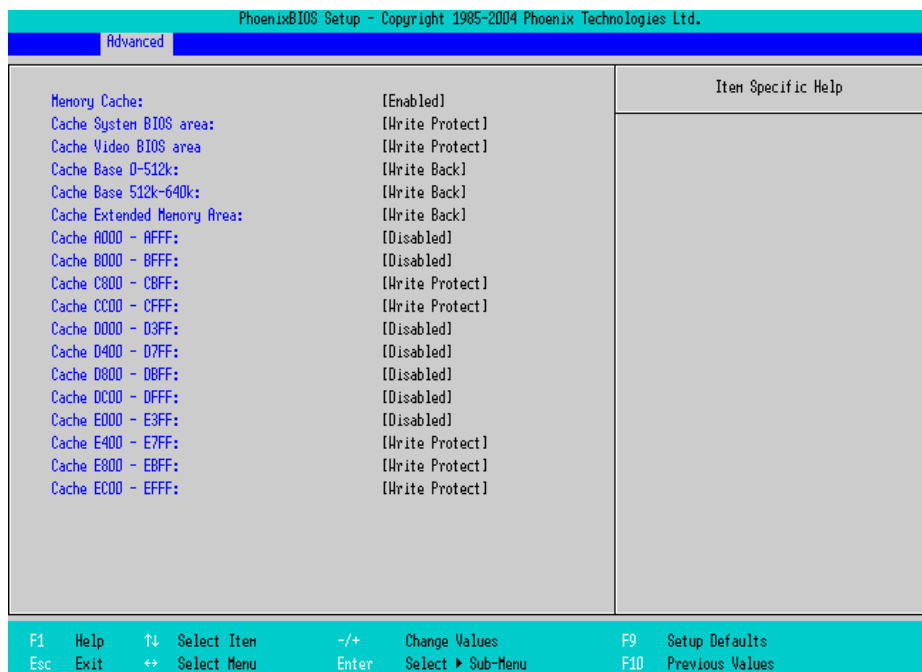 PhoenixBIOS Setup - Copyright 1985-2004 Phoenix Technologies Ltd.
Advanced
Item Specific Help
Memory Cache: [Enabled]
Cache System BIOS area: [Write Protect]
Cache Video BIOS area [Write Protect]
Cache Base 0-512k: [Write Back]
Cache Base 512k-640k: [Write Back]
Cache Extended Memory Area: [Write Back]
Cache A000 - AFFF: [Disabled]
Cache B000 - BFFF: [Disabled]
Cache C800 - CBFF: [Write Protect]
Cache CC00 - CFFF: [Write Protect]
Cache D000 - D3FF: [Disabled]
Cache D400 - D7FF: [Disabled]
Cache D800 - DBFF: [Disabled]
Cache DC00 - DFFF: [Disabled]
Cache E000 - E3FF: [Disabled]
Cache E400 - E7FF: [Write Protect]
Cache E800 - EBFF: [Write Protect]
Cache EC00 - EFFF: [Write Protect]
F1 Help ↑↓ Select Item -/+ Change Values F9 Setup Defaults
Esc Exit ↔ Select Menu Enter Select ▶ Sub-Menu F10 Previous Values